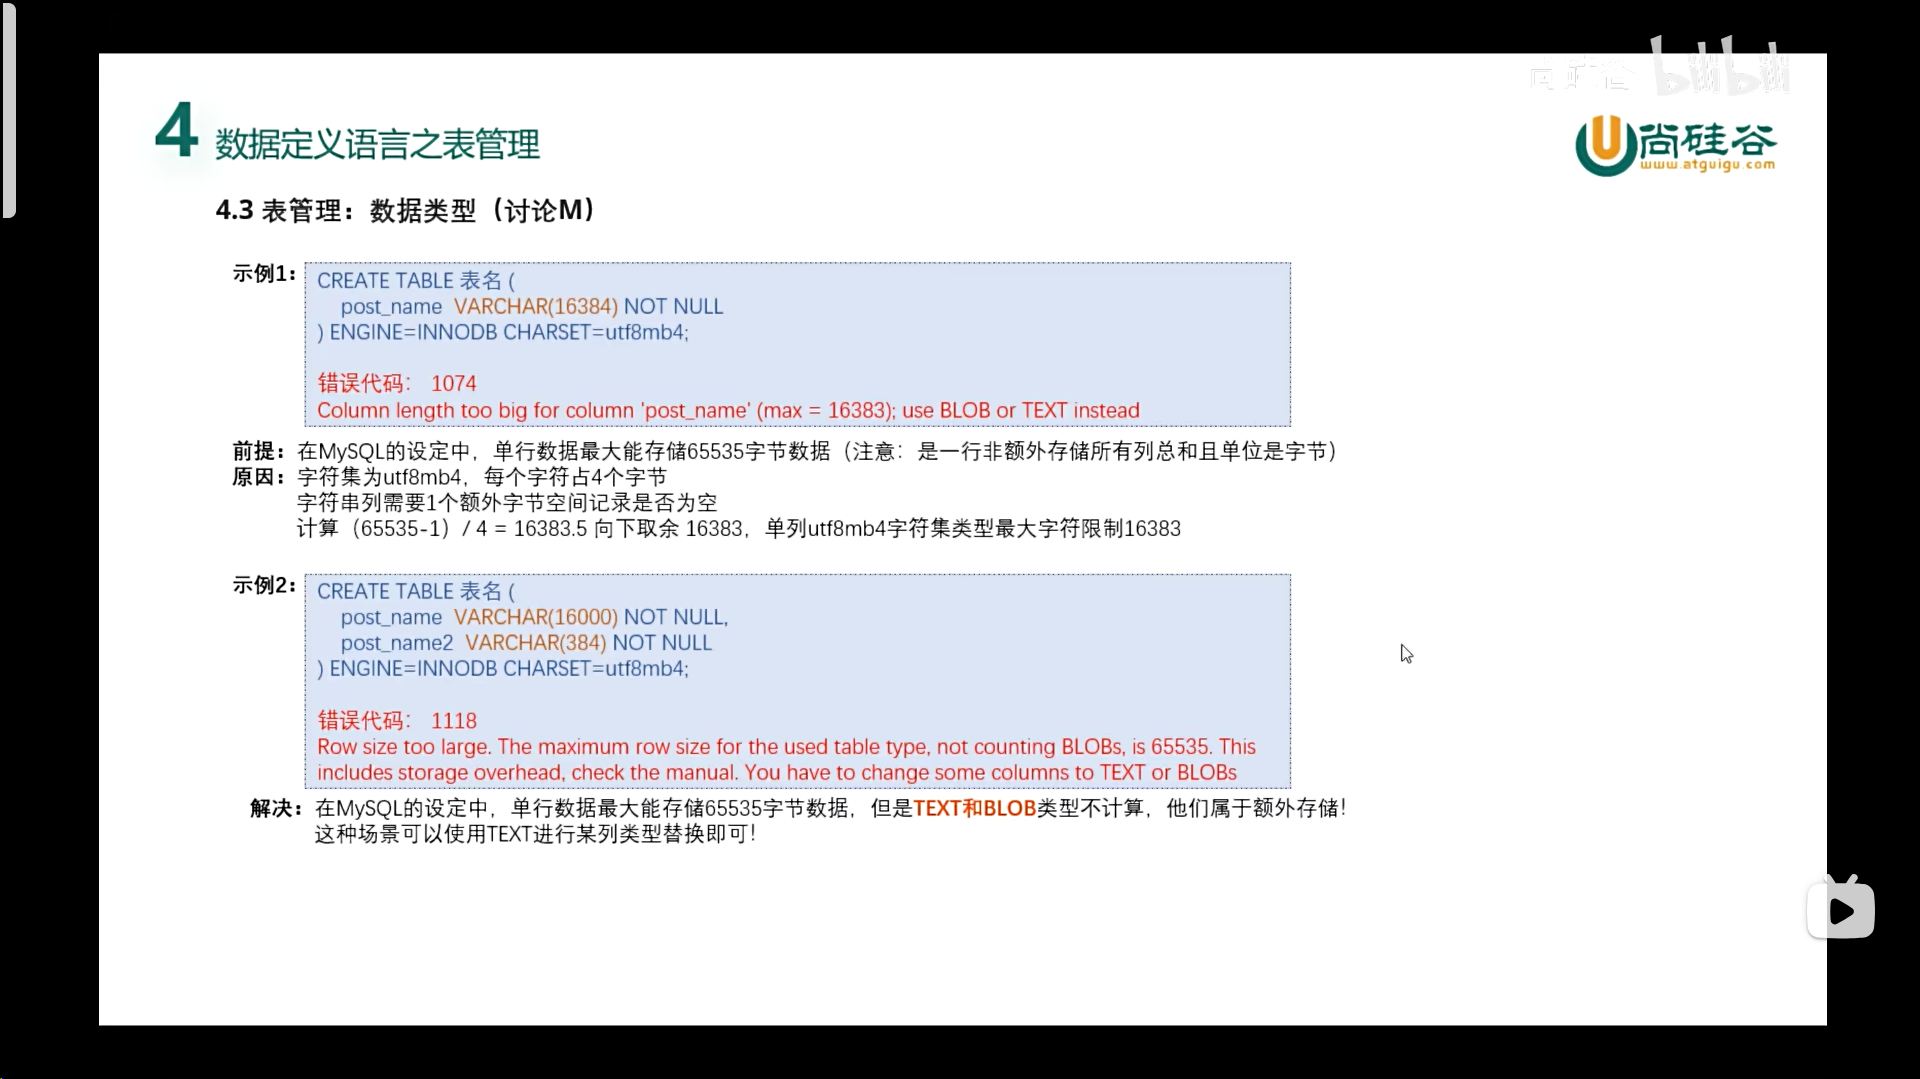 尚硅谷 bilibili
4 数据定义语言之表管理
尚硅谷
www.atguigu.com
4.3 表管理：数据类型（讨论M）
示例1：
CREATE TABLE 表名 (
post_name VARCHAR(16384) NOT NULL
) ENGINE=INNODB CHARSET=utf8mb4;
错误代码： 1074
Column length too big for column 'post_name' (max = 16383); use BLOB or TEXT instead
前提：在MySQL的设定中，单行数据最大能存储65535字节数据（注意：是一行非额外存储所有列总和且单位是字节）
原因：字符集为utf8mb4，每个字符占4个字节
字符串列需要1个额外字节空间记录是否为空
计算（65535-1）/ 4 = 16383.5 向下取余 16383，单列utf8mb4字符集类型最大字符限制16383
示例2：
CREATE TABLE 表名 (
post_name VARCHAR(16000) NOT NULL,
post_name2 VARCHAR(384) NOT NULL
) ENGINE=INNODB CHARSET=utf8mb4;
错误代码： 1118
Row size too large. The maximum row size for the used table type, not counting BLOBs, is 65535. This
includes storage overhead, check the manual. You have to change some columns to TEXT or BLOBs
解决：在MySQL的设定中，单行数据最大能存储65535字节数据，但是TEXT和BLOB类型不计算，他们属于额外存储！
这种场景可以使用TEXT进行某列类型替换即可！